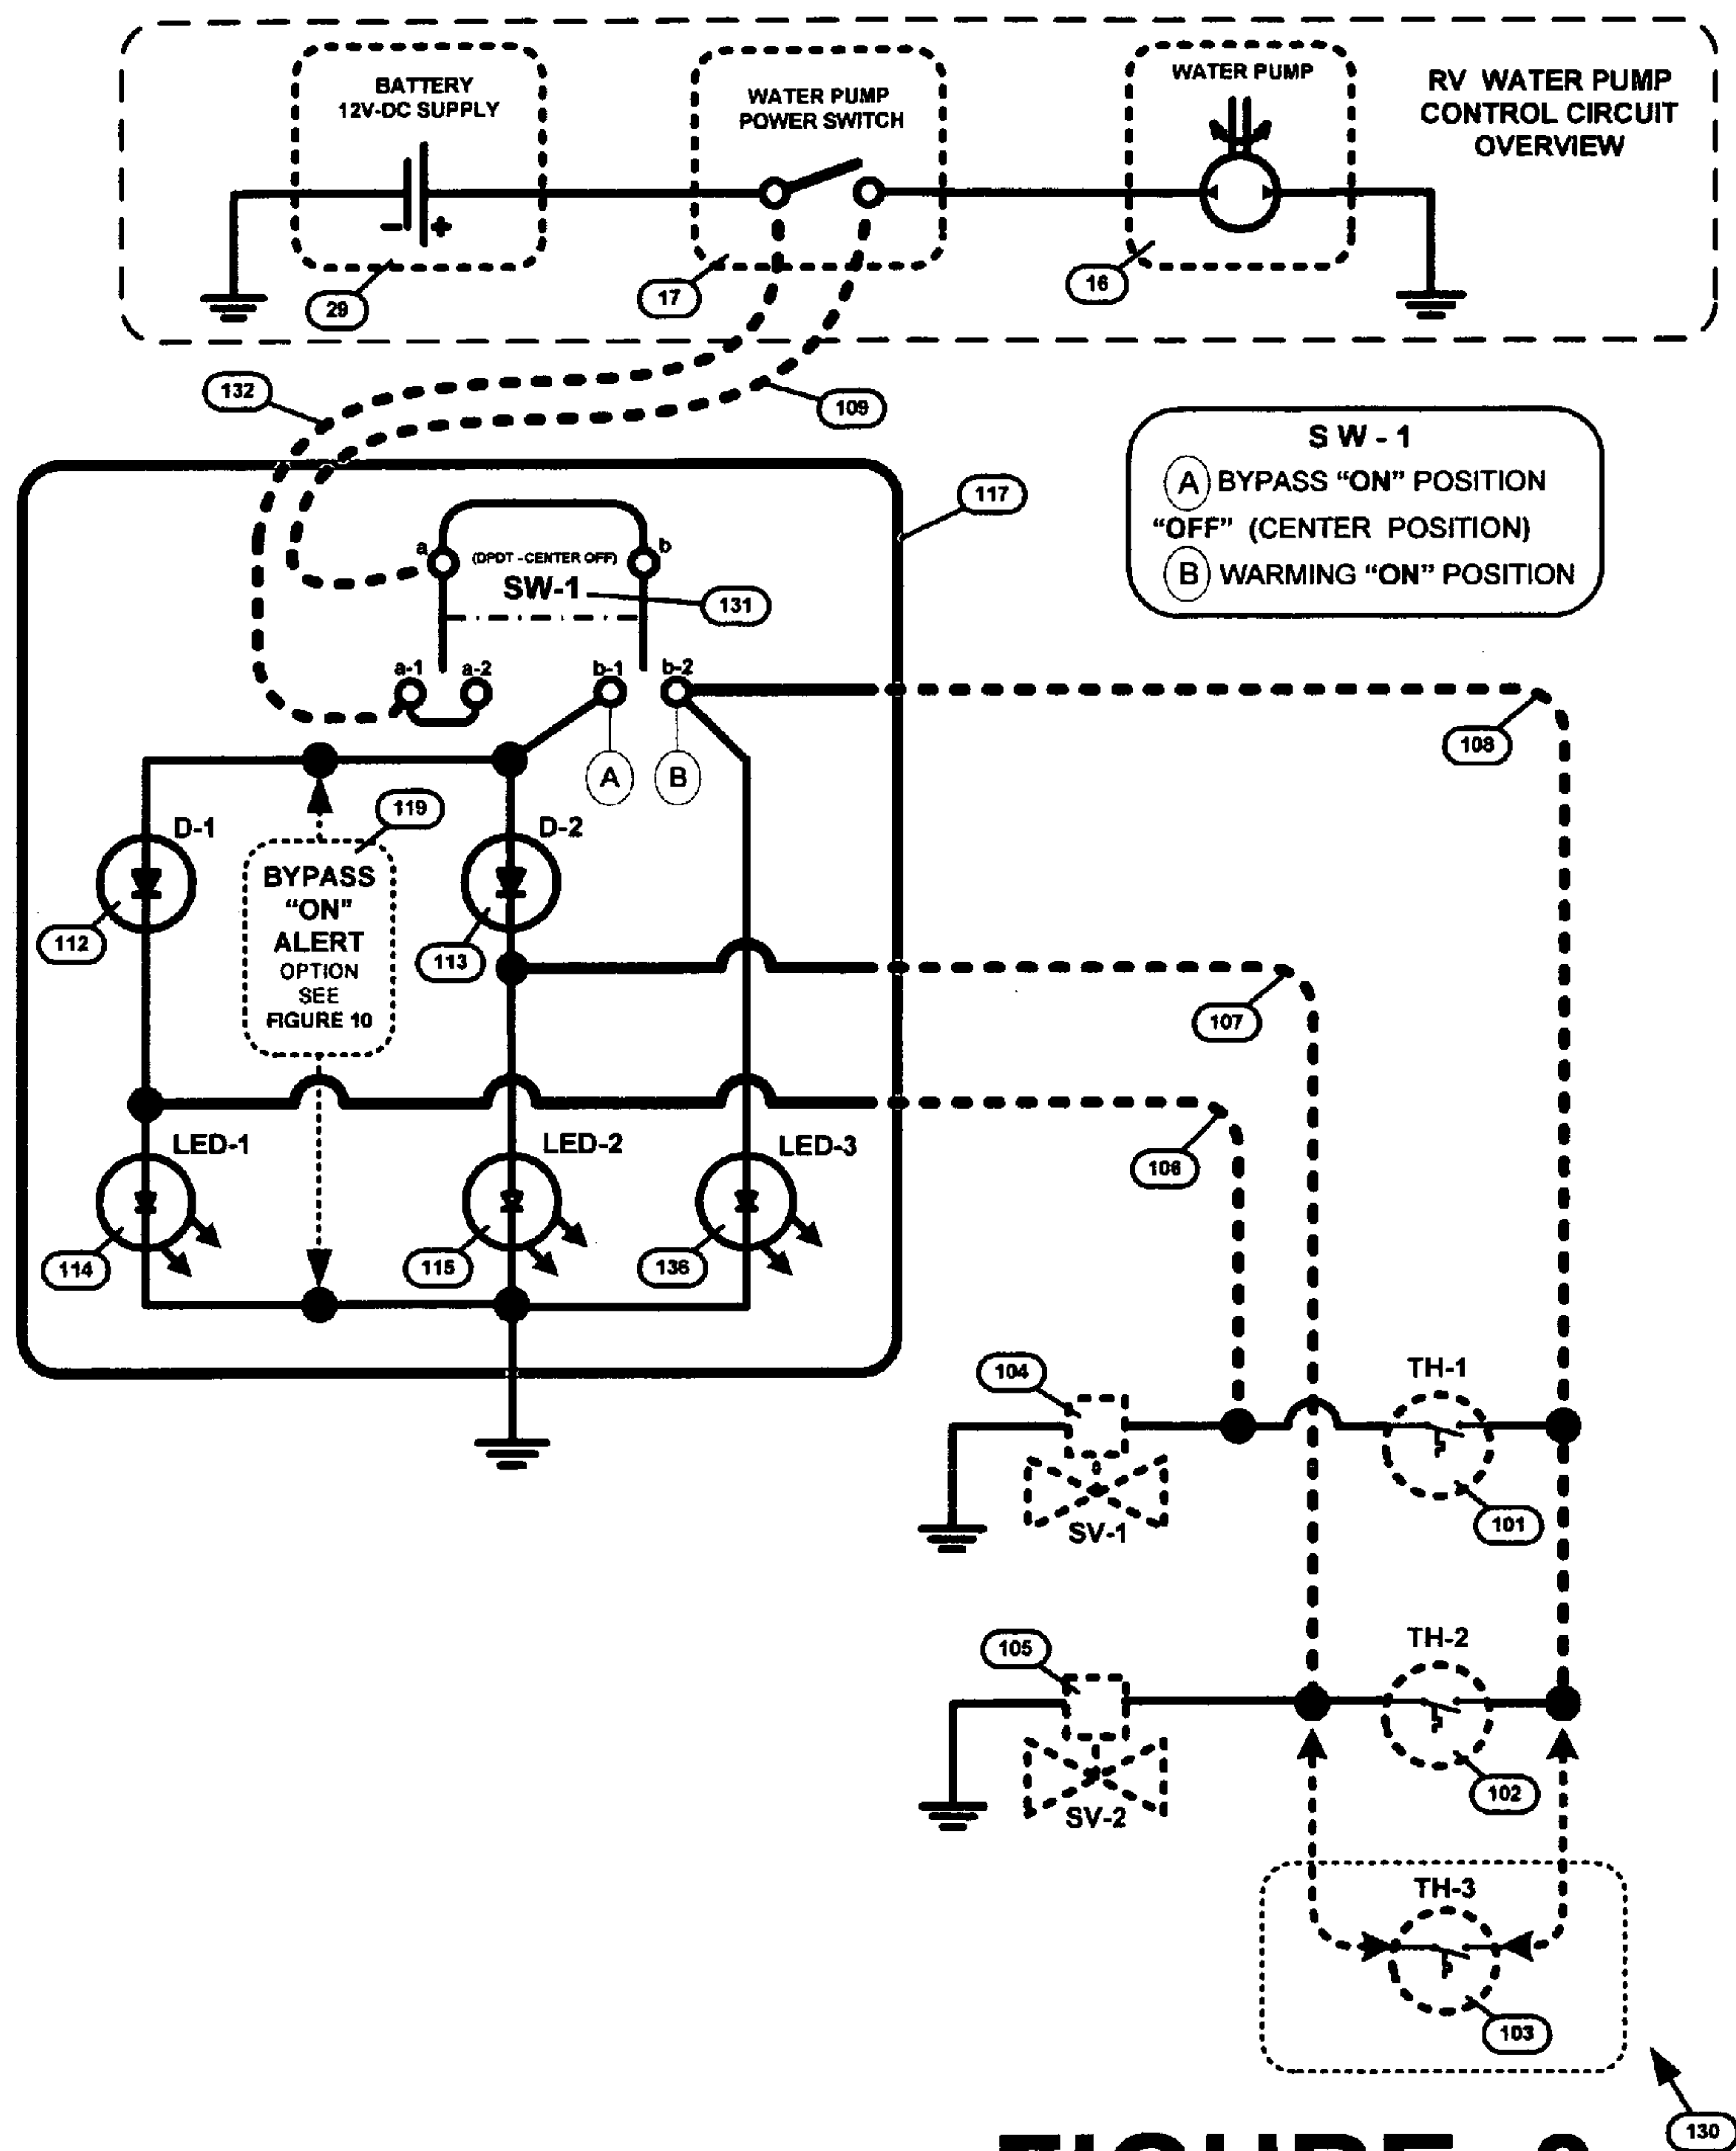 BATTERY
12V-DC SUPPLY
WATER PUMP
POWER SWITCH
WATER PUMP
RV WATER PUMP
CONTROL CIRCUIT
OVERVIEW
- +
29
17
16
132
109
SW-1
A BYPASS “ON” POSITION
“OFF” (CENTER POSITION)
B WARMING “ON” POSITION
117
a
(DPDT - CENTER OFF)
b
SW-1
131
a-1
a-2
b-1
b-2
108
A
B
119
D-1
D-2
BYPASS
“ON”
ALERT
OPTION
SEE
FIGURE 10
112
113
107
106
LED-1
LED-2
LED-3
114
115
136
104
TH-1
101
SV-1
105
TH-2
102
SV-2
TH-3
103
130